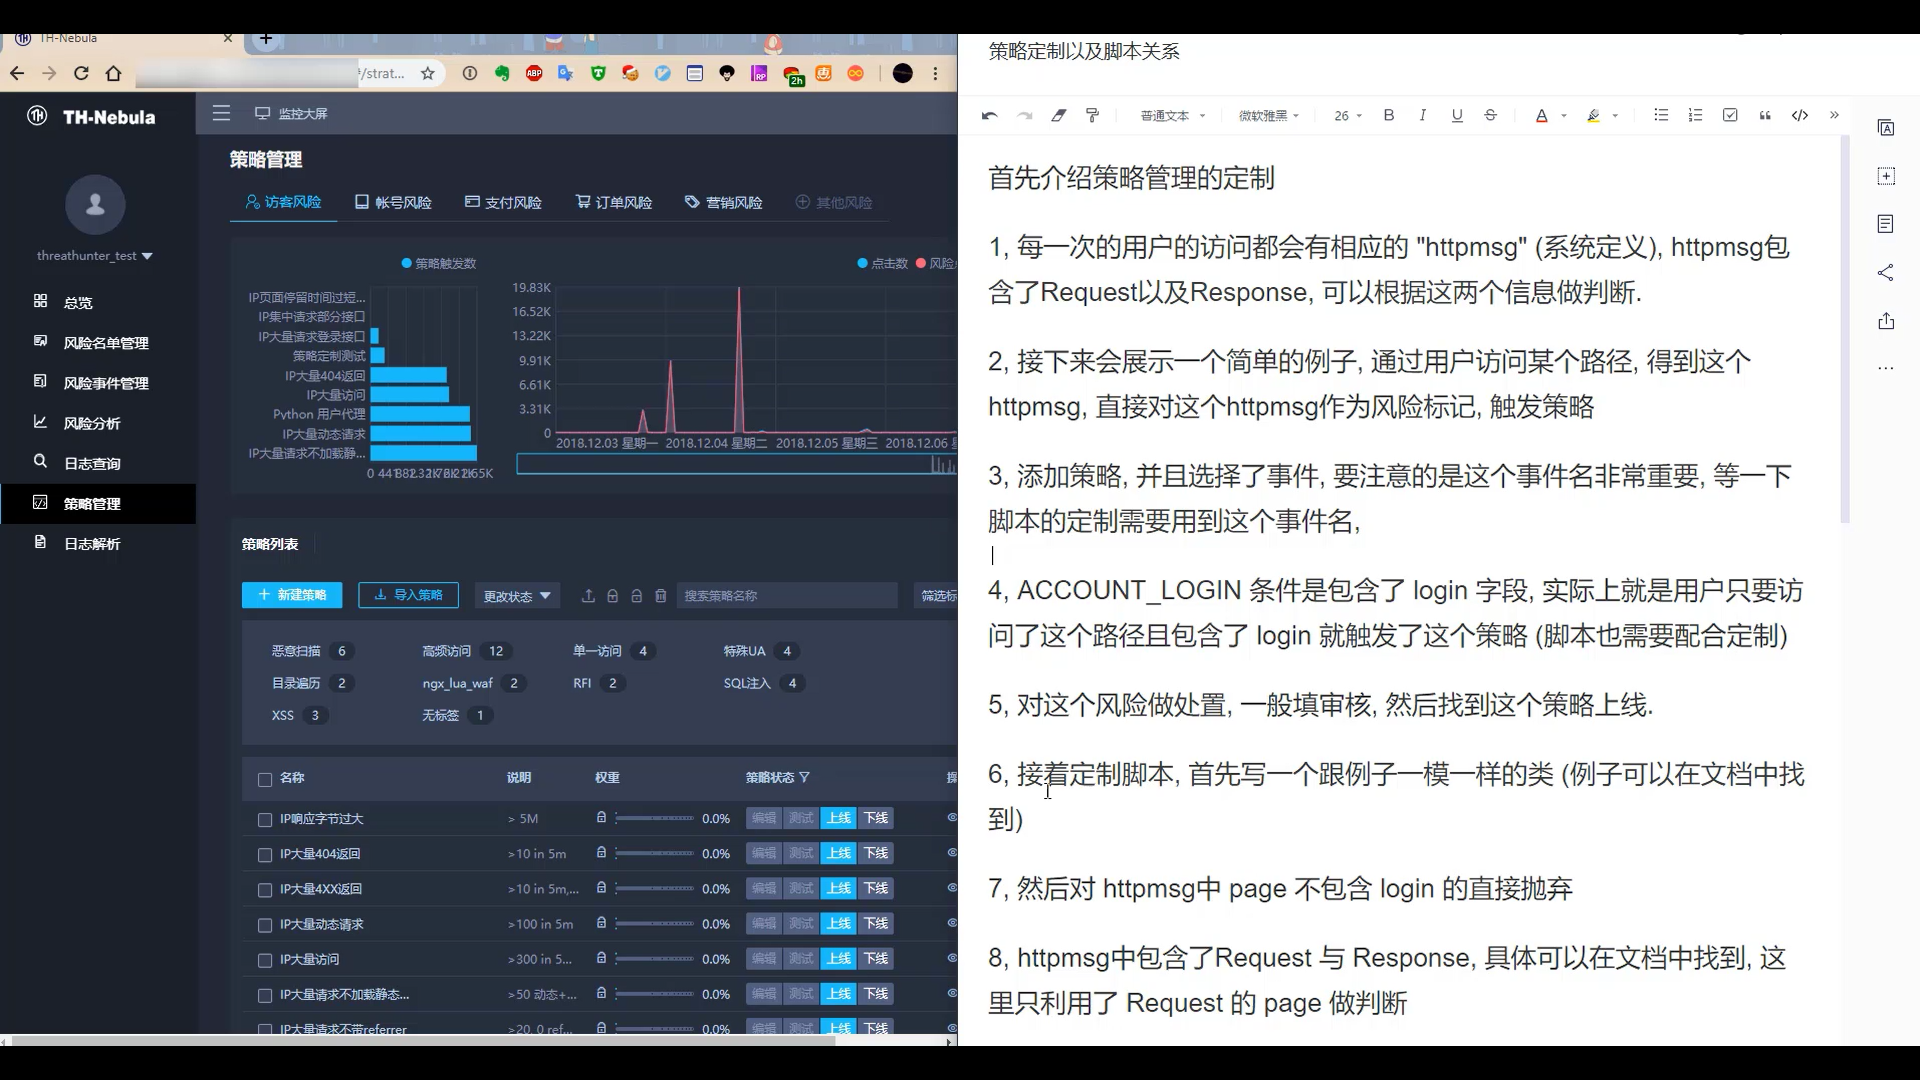 TH-Nebula
/strat...
TH-Nebula
threathunter_test
总览
风险名单管理
风险事件管理
风险分析
日志查询
策略管理
日志解析
监控大屏
策略管理
访客风险 帐号风险 支付风险 订单风险 营销风险 其他风险
策略触发数
IP页面停留时间过短...
IP集中请求部分接口
IP大量请求登录接口
策略定制测试
IP大量404返回
IP大量访问
Python 用户代理
IP大量动态请求
IP大量请求不加载静...
点击数 风险点
19.83K
16.52K
13.22K
9.91K
6.61K
3.31K
0
2018.12.03 星期一 2018.12.04 星期二 2018.12.05 星期三 2018.12.06
策略列表
新建策略 导入策略 更改状态 搜索策略名称 筛选标
恶意扫描 6 高频访问 12 单一访问 4 特殊UA 4
目录遍历 2 ngx_lua_waf 2 RFI 2 SQL注入 4
XSS 3 无标签 1
名称 说明 权重 策略状态
IP响应字节过大 > 5M 0.0% 编辑 测试 上线 下线
IP大量404返回 >10 in 5m 0.0% 编辑 测试 上线 下线
IP大量4XX返回 >10 in 5m,... 0.0% 编辑 测试 上线 下线
IP大量动态请求 >100 in 5m 0.0% 编辑 测试 上线 下线
IP大量访问 >300 in 5... 0.0% 编辑 测试 上线 下线
IP大量请求不加载静态... >50 动态+... 0.0% 编辑 测试 上线 下线
IP大量请求不带referrer >20, 0 ref... 0.0% 编辑 测试 上线 下线
策略定制以及脚本关系
普通文本 微软雅黑 26 B I U S A
首先介绍策略管理的定制
1, 每一次的用户的访问都会有相应的 "httpmsg" (系统定义), httpmsg包
含了Request以及Response, 可以根据这两个信息做判断.
2, 接下来会展示一个简单的例子, 通过用户访问某个路径, 得到这个
httpmsg, 直接对这个httpmsg作为风险标记, 触发策略
3, 添加策略, 并且选择了事件, 要注意的是这个事件名非常重要, 等一下
脚本的定制需要用到这个事件名,
4, ACCOUNT_LOGIN 条件是包含了 login 字段, 实际上就是用户只要访
问了这个路径且包含了 login 就触发了这个策略 (脚本也需要配合定制)
5, 对这个风险做处置, 一般填审核, 然后找到这个策略上线.
6, 接着定制脚本, 首先写一个跟例子一模一样的类 (例子可以在文档中找
到)
7, 然后对 httpmsg中 page 不包含 login 的直接抛弃
8, httpmsg中包含了Request 与 Response, 具体可以在文档中找到, 这
里只利用了 Request 的 page 做判断